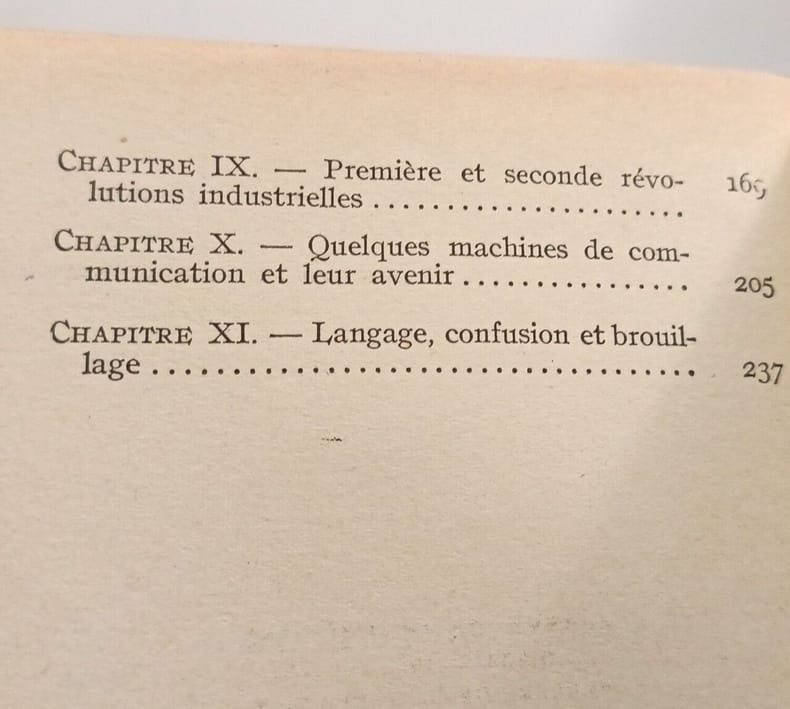 CHAPITRE IX. — Première et seconde révo- 169
lutions industrielles ......................
CHAPITRE X. — Quelques machines de com-
munication et leur avenir ................ 205
CHAPITRE XI. — Langage, confusion et brouil-
lage .................................... 237